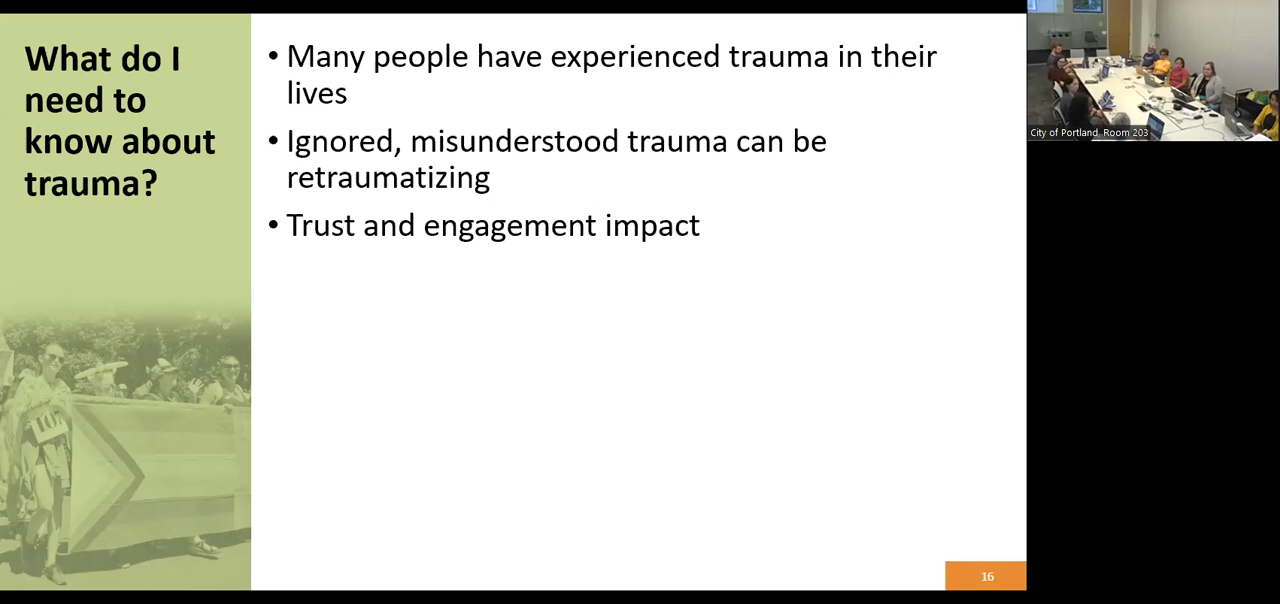 What do I
need to
know about
trauma?
• Many people have experienced trauma in their
lives
• Ignored, misunderstood trauma can be
retraumatizing
• Trust and engagement impact
City of Portland, Room 203
16